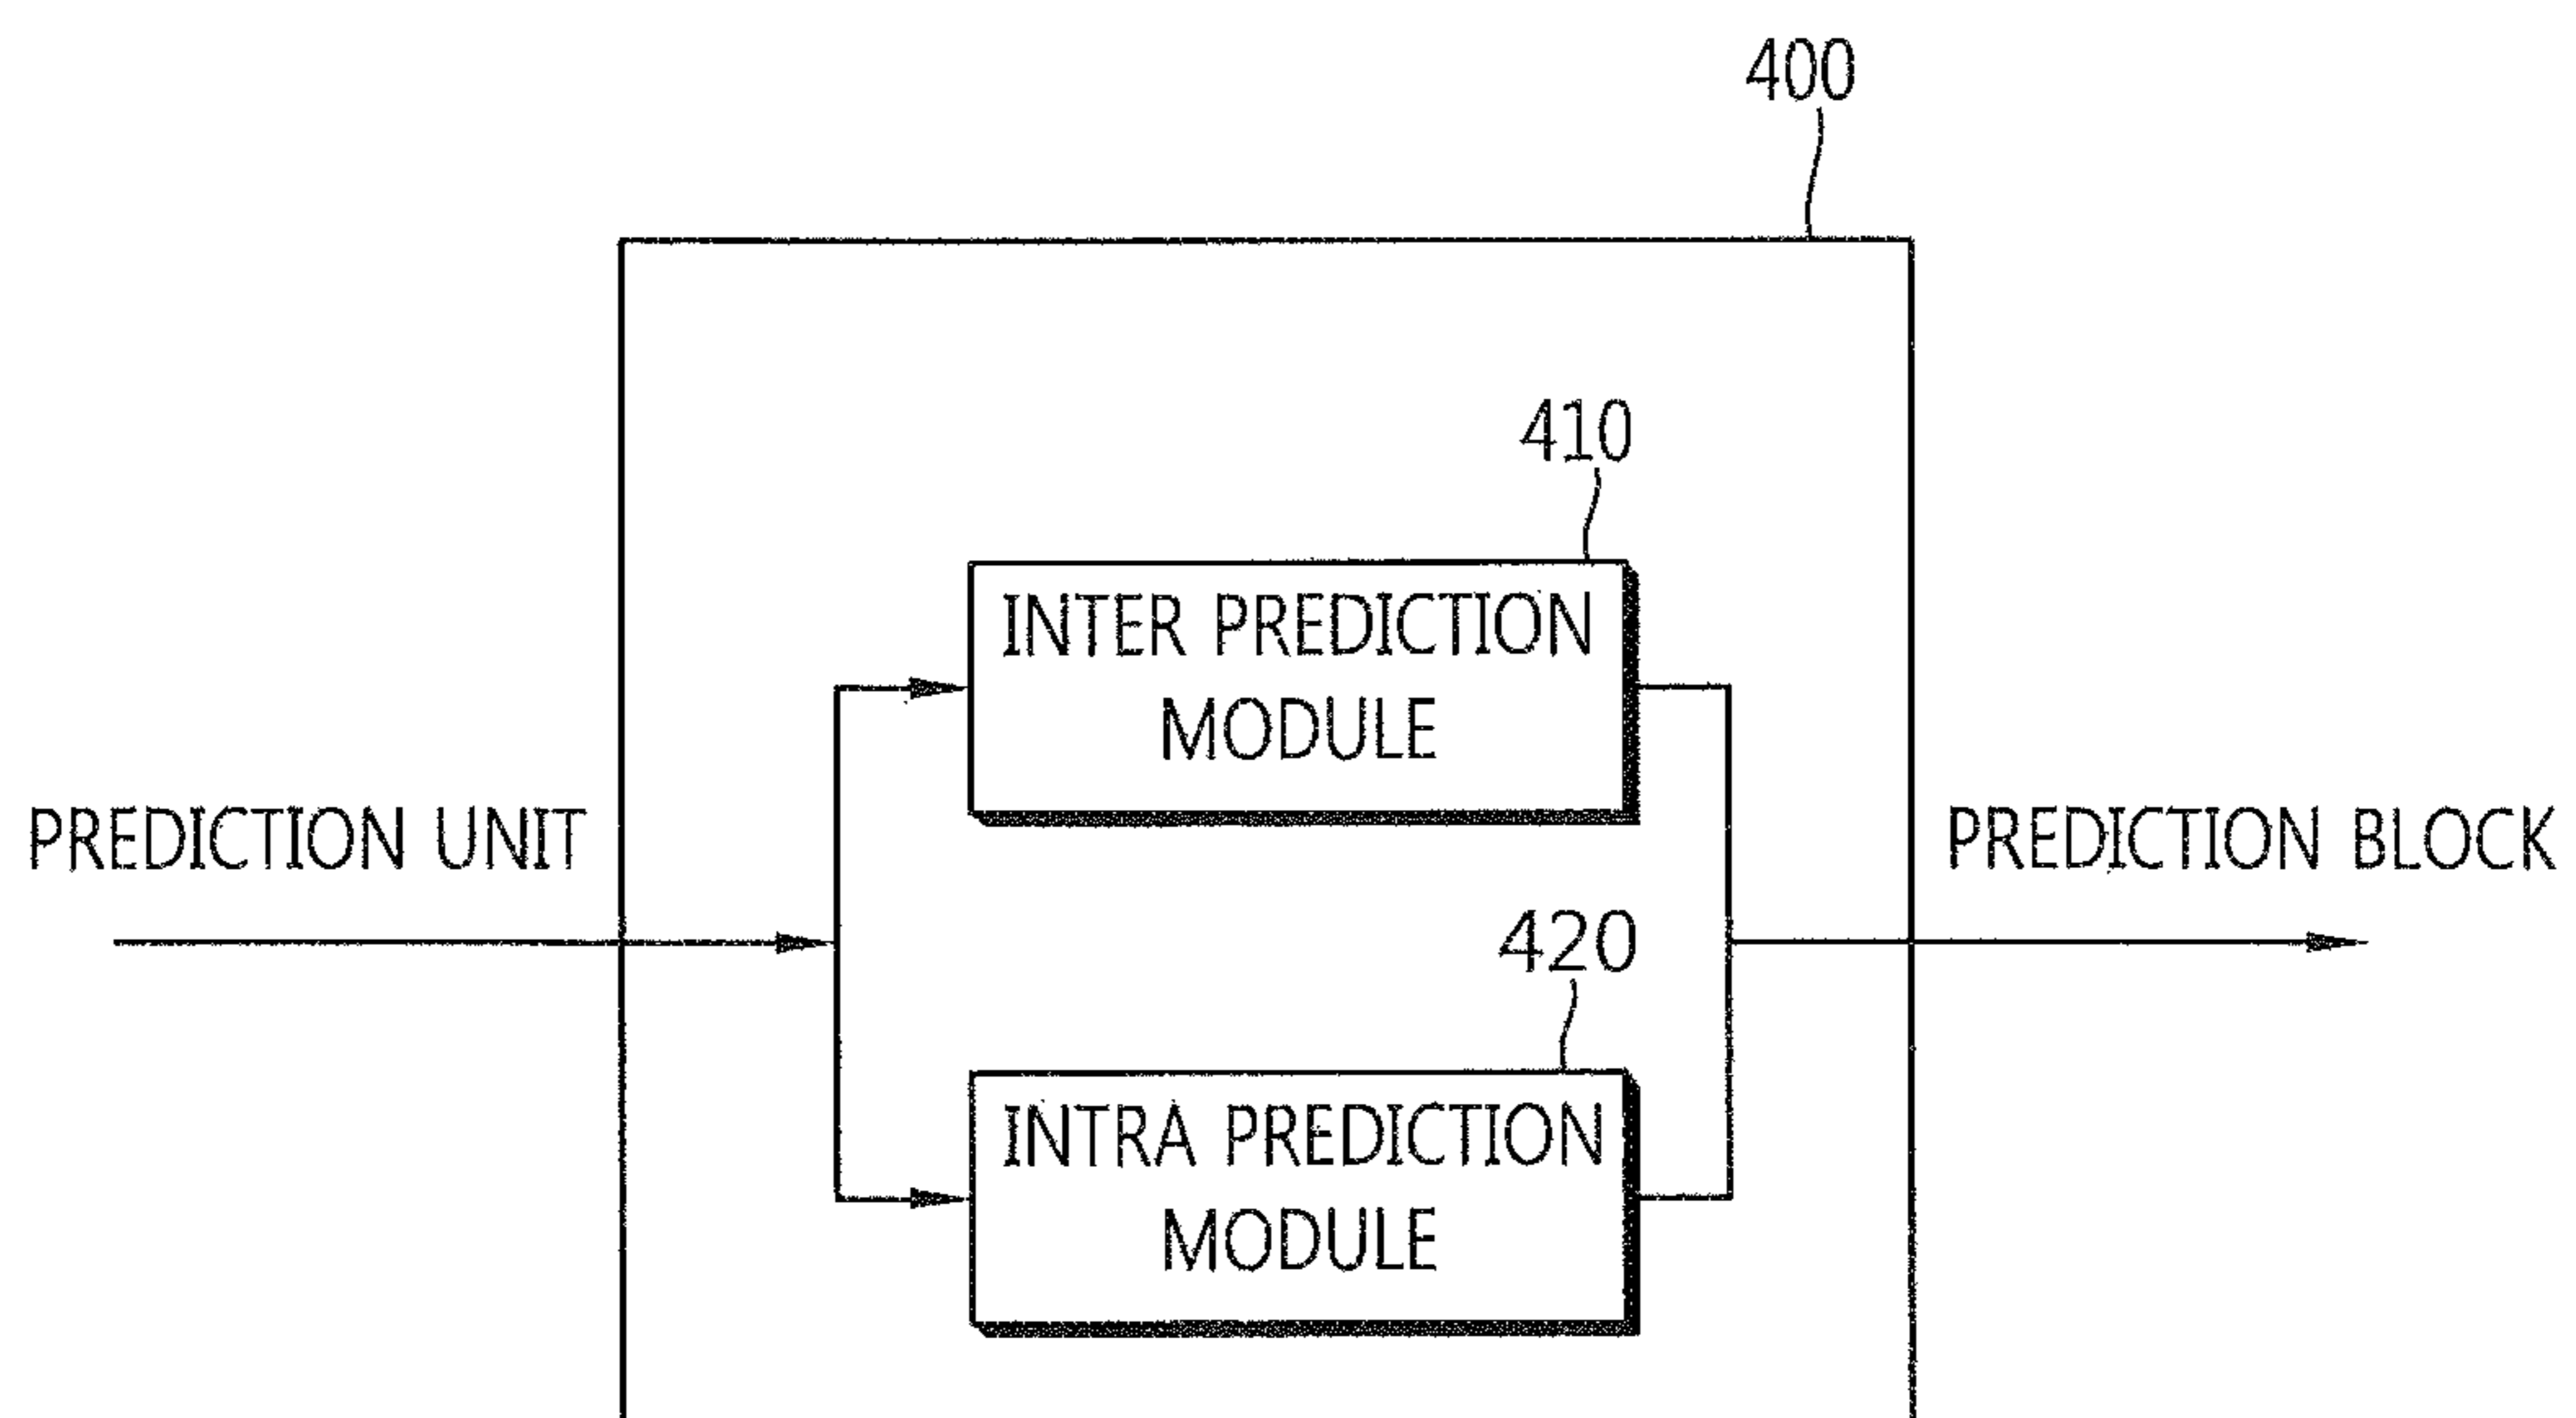 400
410
INTER PREDICTION
MODULE
PREDICTION UNIT
PREDICTION BLOCK
420
INTRA PREDICTION
MODULE